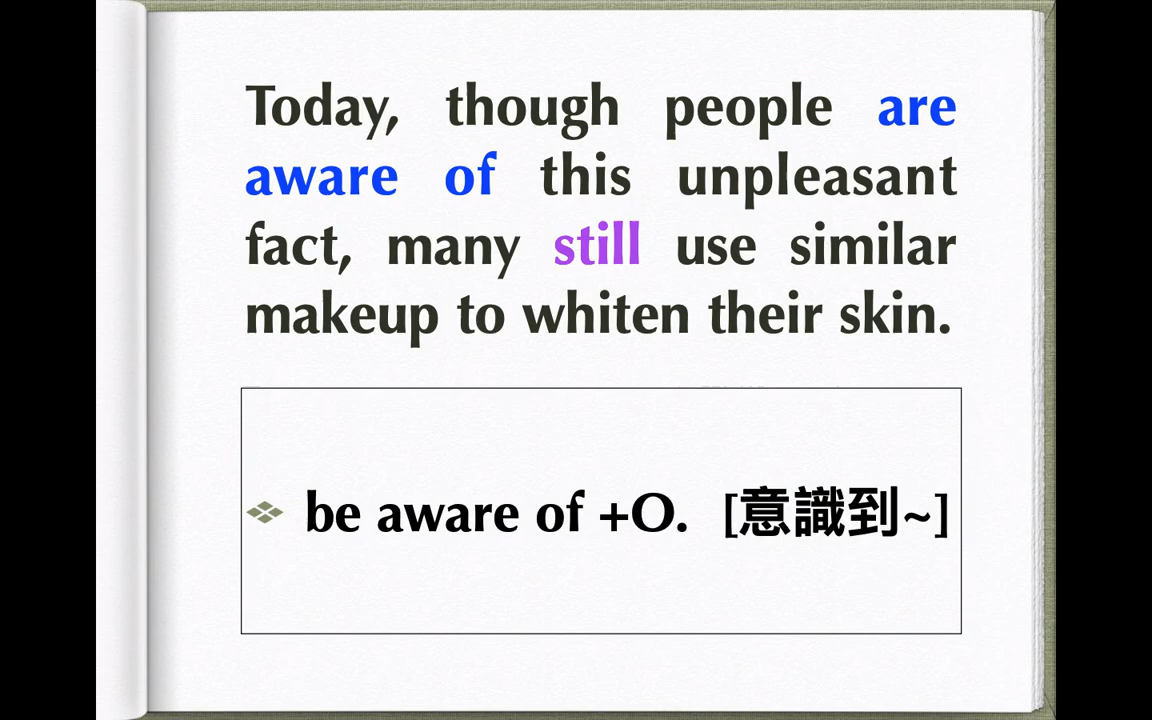 Today, though people are
aware of this unpleasant
fact, many still use similar
makeup to whiten their skin.
be aware of +O. [意識到~]